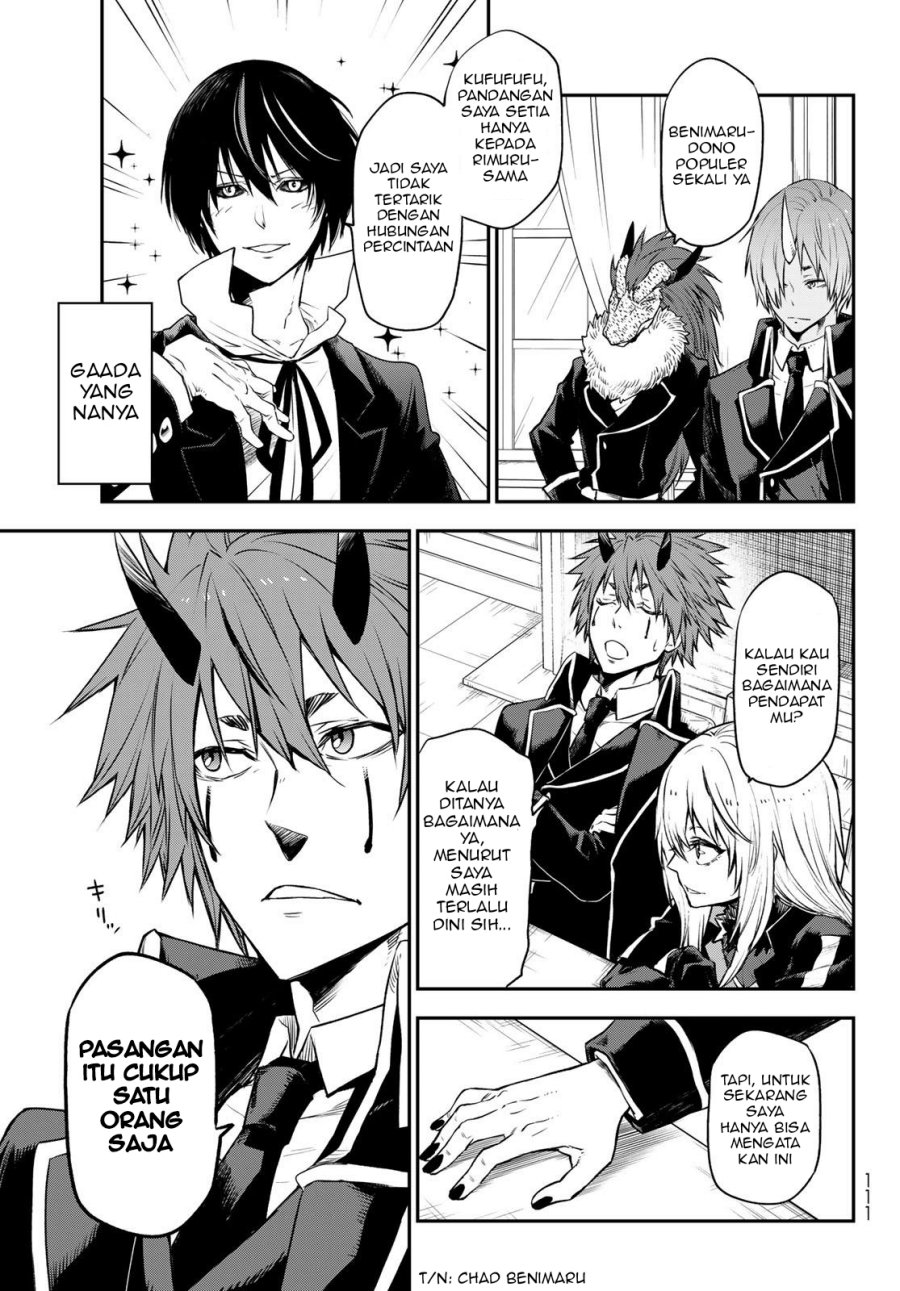 BENIMARU-
DONO
POPULER
SEKALI YA
KUFUFUFU,
PANDANGAN
SAYA SETIA
HANYA
KEPADA
RIMURU-
SAMA
JADI SAYA
TIDAK
TERTARIK
DENGAN
HUBUNGAN
PERCINTAAN
GAADA
YANG
NANYA
KALAU KAU
SENDIRI
BAGAIMANA
PENDAPAT
MU?
KALAU
DITANYA
BAGAIMANA
YA,
MENURUT
SAYA
MASIH
TERLALU
DINI SIH...
TAPI, UNTUK
SEKARANG
SAYA
HANYA BISA
MENGATA
KAN INI
キリッ
PASANGAN
ITU CUKUP
SATU
ORANG
SAJA
111
T/N: CHAD BENIMARU